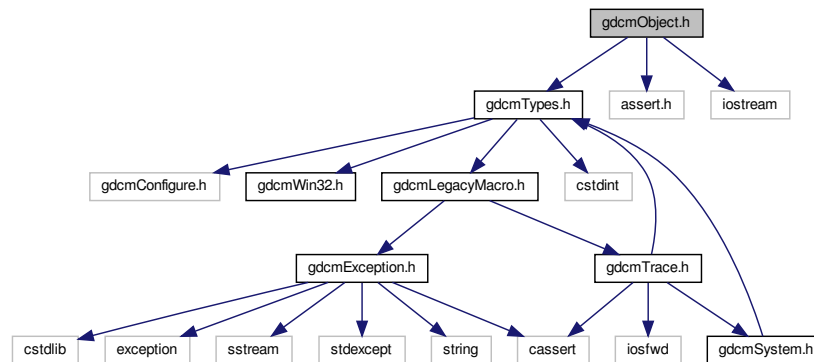 gdcmObject.h
gdcmTypes.h
assert.h
iostream
gdcmConfigure.h
gdcmWin32.h
gdcmLegacyMacro.h
cstdint
gdcmException.h
gdcmTrace.h
cstdlib
exception
sstream
stdexcept
string
cassert
iosfwd
gdcmSystem.h